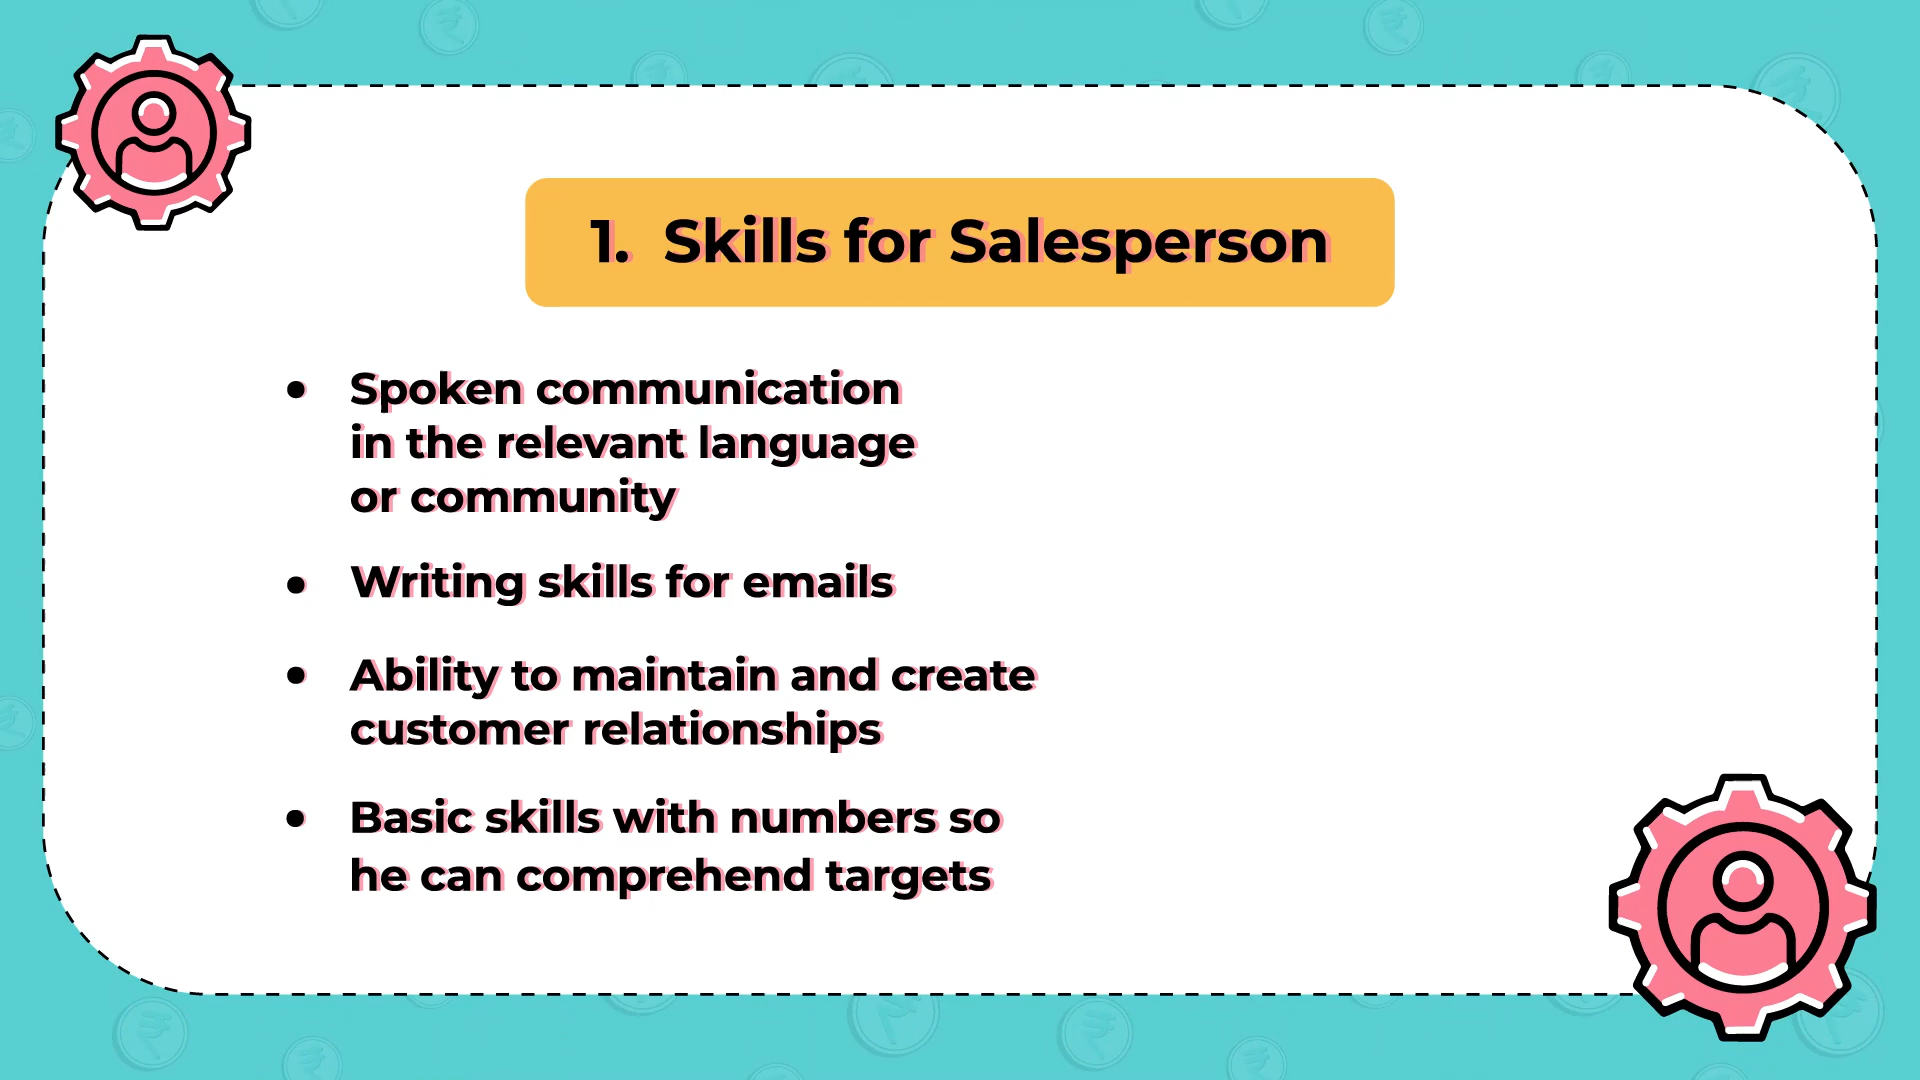 1. Skills for Salesperson
• Spoken communication
in the relevant language
or community
• Writing skills for emails
• Ability to maintain and create
customer relationships
• Basic skills with numbers so
he can comprehend targets